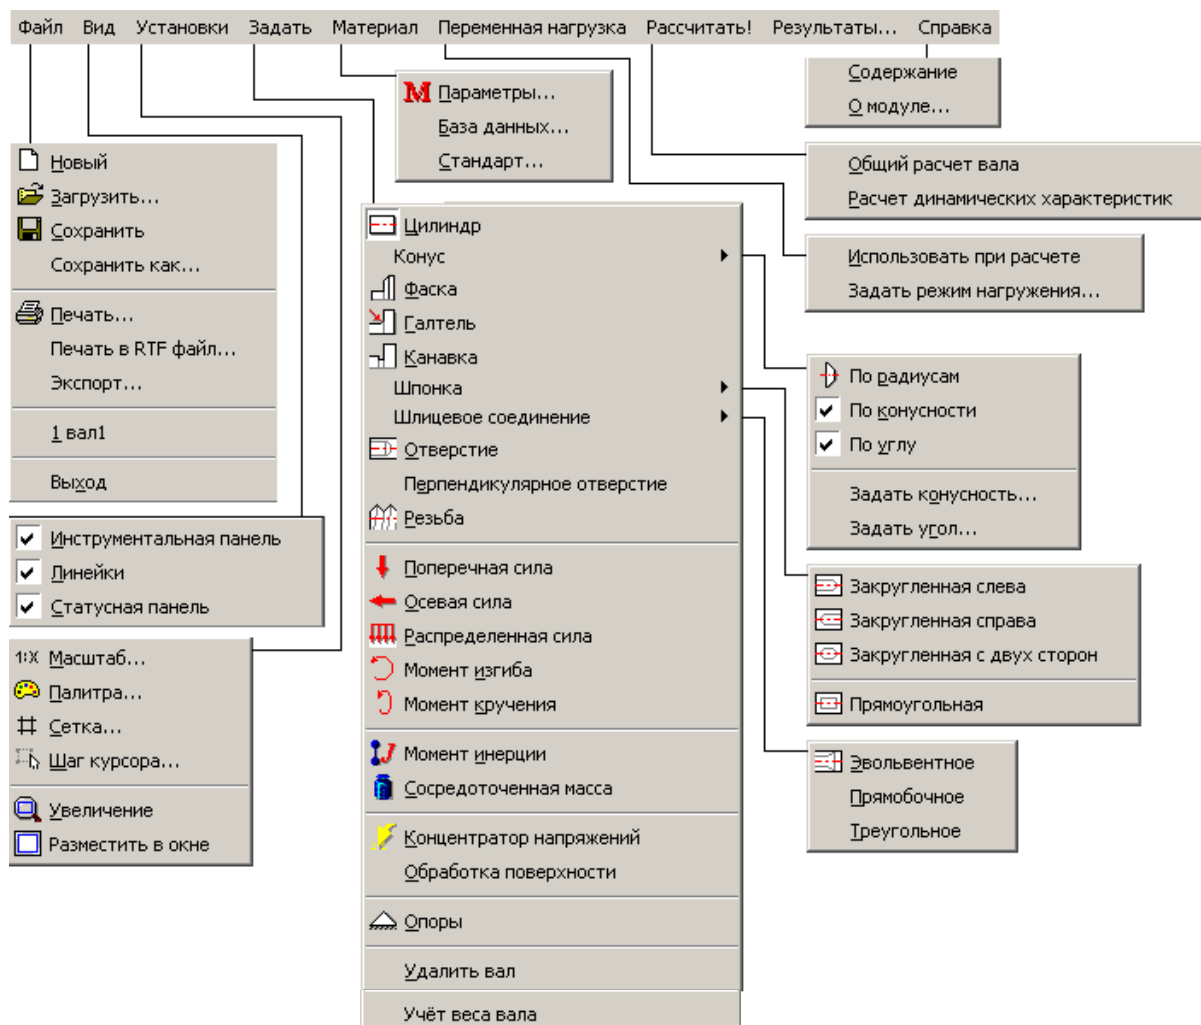 Файл Вид Установки Задать Материал Переменная нагрузка Рассчитать! Результаты... Справка
Новый
Загрузить...
Сохранить
Сохранить как...
Печать...
Печать в RTF файл...
Экспорт...
1 вал1
Выход
Инструментальная панель
Линейки
Статусная панель
1:X Масштаб...
Палитра...
Сетка...
Шаг курсора...
Увеличение
Разместить в окне
M Параметры...
База данных...
Стандарт...
Цилиндр
Конус
Фаска
Галтель
Канавка
Шпонка
Шлицевое соединение
Отверстие
Перпендикулярное отверстие
Резьба
Поперечная сила
Осевая сила
Распределенная сила
Момент изгиба
Момент кручения
Момент инерции
Сосредоточенная масса
Концентратор напряжений
Обработка поверхности
Опоры
Удалить вал
Учёт веса вала
Содержание
О модуле...
Общий расчет вала
Расчет динамических характеристик
Использовать при расчете
Задать режим нагружения...
По радиусам
По конусности
По углу
Задать конусность...
Задать угол...
Закругленная слева
Закругленная справа
Закругленная с двух сторон
Прямоугольная
Эвольвентное
Прямобочное
Треугольное